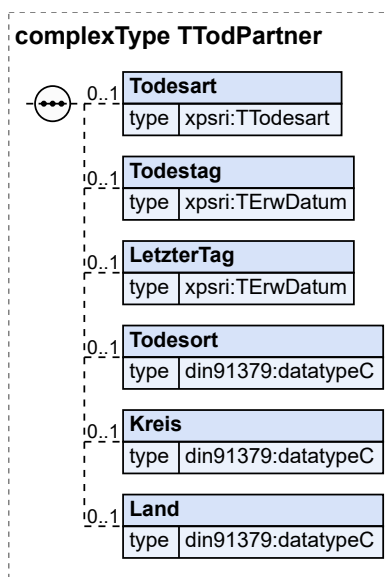 complexType TTodPartner
0..1 Todesart
type xpsri:TTodesart
0..1 Todestag
type xpsri:TErwDatum
0..1 LetzterTag
type xpsri:TErwDatum
0..1 Todesort
type din91379:datatypeC
0..1 Kreis
type din91379:datatypeC
0..1 Land
type din91379:datatypeC